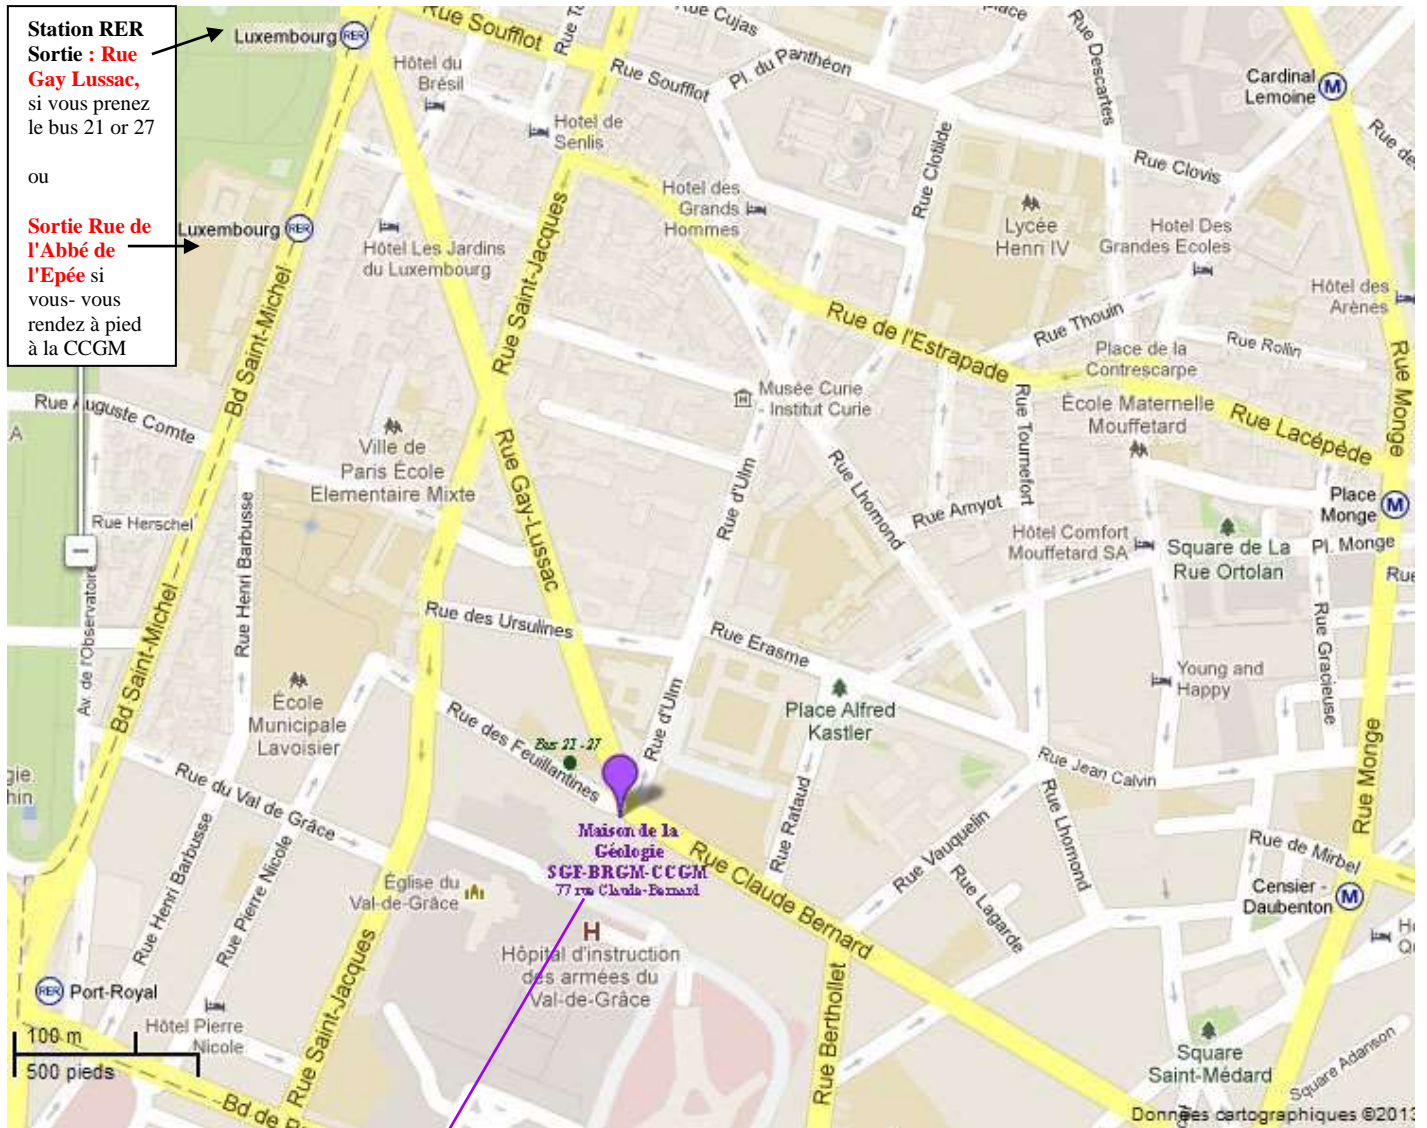 Station RER
Sortie : Rue
Gay Lussac,
si vous prenez
le bus 21 or 27
ou
Sortie Rue de
l'Abbé de
l'Epée si
vous- vous
rendez à pied
à la CCGM
Luxembourg RER
Rue Soufflot
Rue Cujas
Rue Soufflot
Pl. du Panthéon
Rue Descartes
Cardinal
Lemoine
M
Hôtel du
Brésil
Hotel de
Senlis
Rue Clotilde
Rue Clovis
Hotel des
Grands
Hommes
Lycée
Henri IV
Hotel Des
Grandes Ecoles
Luxembourg RER
Hôtel Les Jardins
du Luxembourg
Rue Saint-Jacques
Bd Saint-Michel
Hôtel des
Arènes
Rue Thouin
Rue de l'Estrapade
Place de la
Contrescarpe
Rue Rollin
Rue Monge
Musée Curie
- Institut Curie
École Maternelle
Mouffetard
Rue Tournefort
Rue Lacépède
Rue Auguste Comte
A
Ville de
Paris École
Elementaire Mixte
Rue Gay-Lussac
Rue d'Ulm
Rue Lhomond
Rue Amyot
Place
Monge
M
Rue Herschel
Rue Henri Barbusse
Hôtel Comfort
Mouffetard SA
Square de La
Rue Ortolan
Pl. Monge
Rue
Av. de l'Observatoire
Bd Saint-Michel
Rue des Ursulines
Rue Erasme
Rue Gracieuse
Young and
Happy
École
Municipale
Lavoisier
Rue des Feuillantines
Bus 21 - 27
Rue d'Ulm
Place Alfred
Kastler
Rue Jean Calvin
Rue Monge
gie
hin
Rue du Val de Grâce
Rue Rataud
Rue Vauquelin
Rue Lhomond
Maison de la
Géologie
SGF-BRGM-CCGM
77 rue Claude-Bernard
Rue Claude Bernard
Rue de Mirbel
Rue Lagarde
Censier -
Daubenton
M
Rue Henri Barbusse
Rue Pierre Nicole
Église du
Val-de-Grâce
H
Hôpital d'instruction
des armées du
Val-de-Grâce
RER Port-Royal
Hôtel Pierre
Nicole
Rue Saint-Jacques
Rue Berthollet
Square
Saint-Médard
Square Adanson
100 m
500 pieds
Bd de
Données cartographiques ©2013